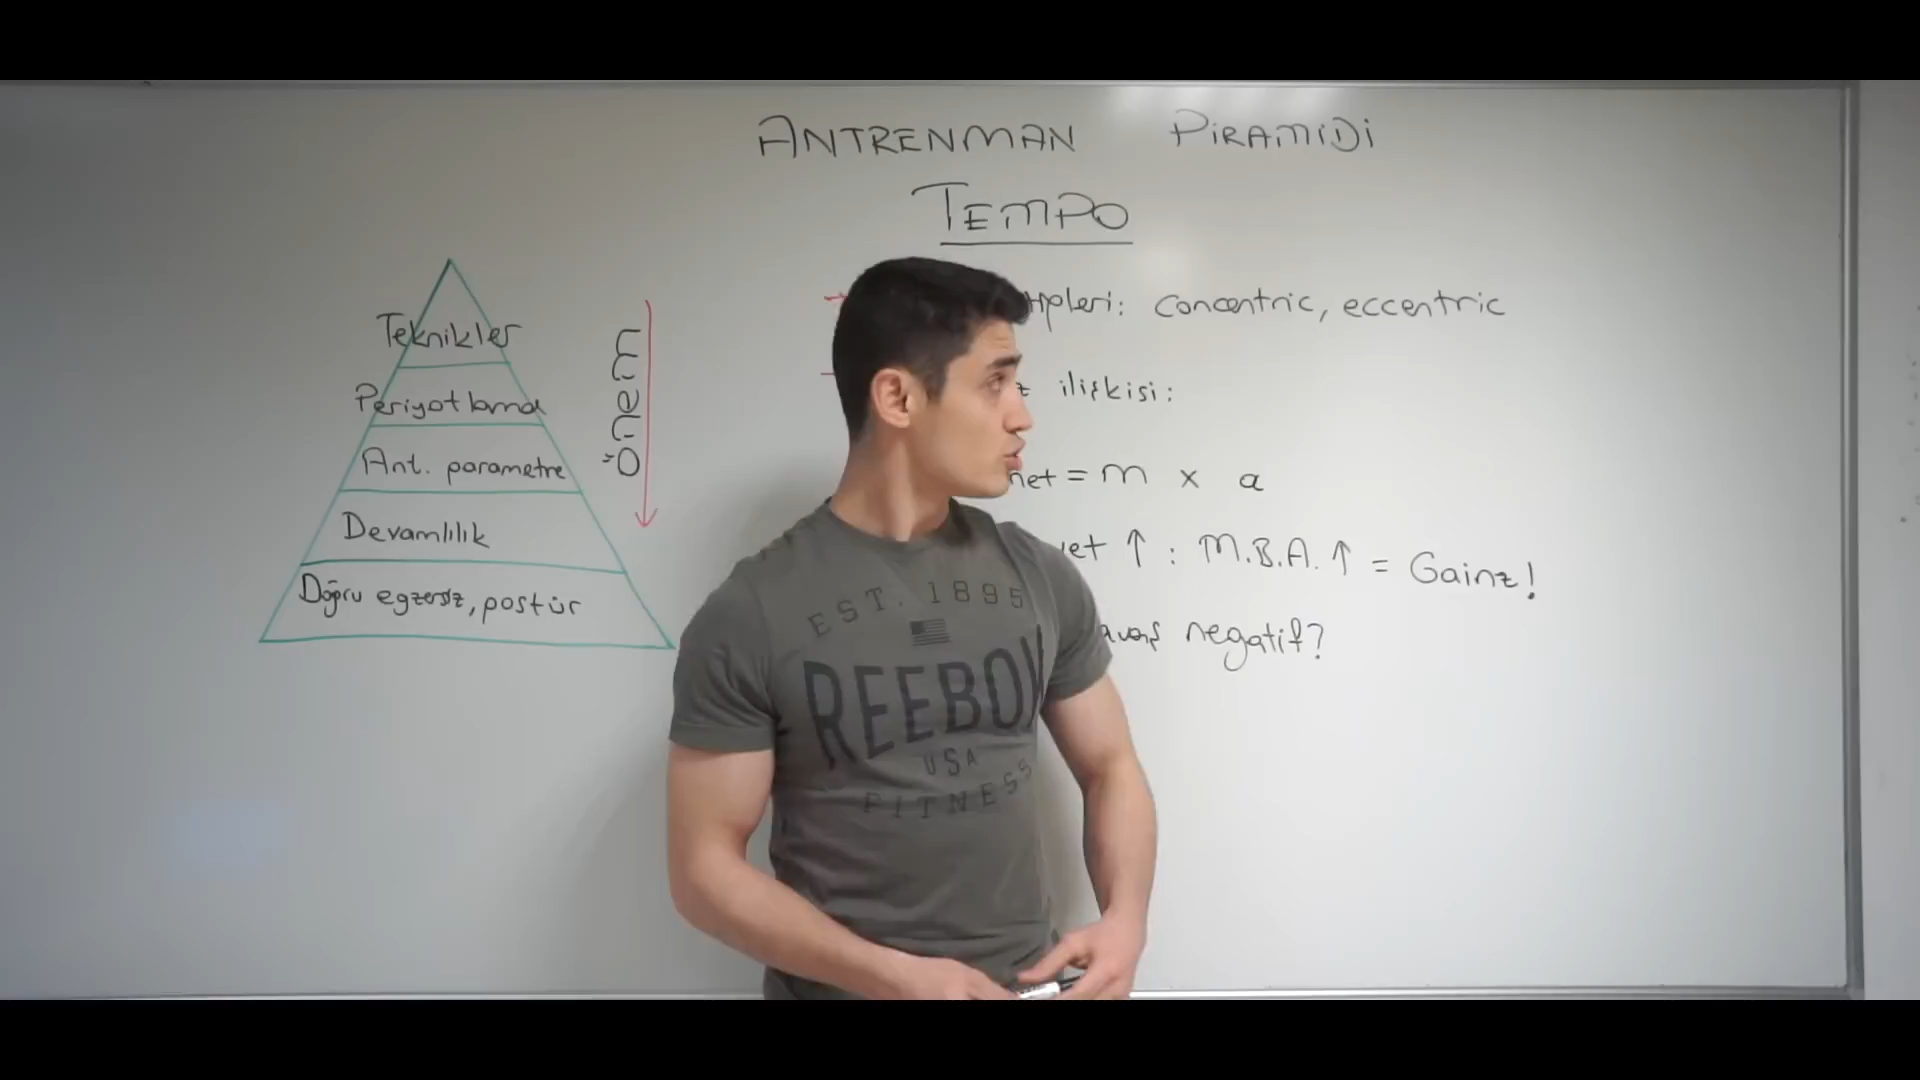 ANTRENMAN PiRAMiDi
TEMPO
Teknikler
Periyotlama
Ant. parametre
Devamlılık
Doğru egzersiz, postür
Önem
tipleri: concentric, eccentric
ilişkisi:
net = m x a
vet ↑ : M.B.A. ↑ = Gainz!
negatif?
EST. 1895
REEBOK
USA
FITNESS